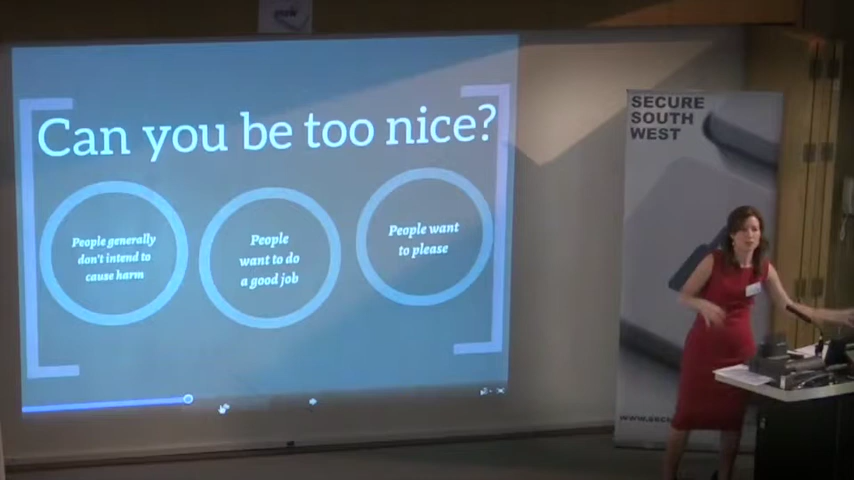 Can you be too nice?
People generally
don't intend to
cause harm
People
want to do
a good job
People want
to please
SECURE
SOUTH
WEST